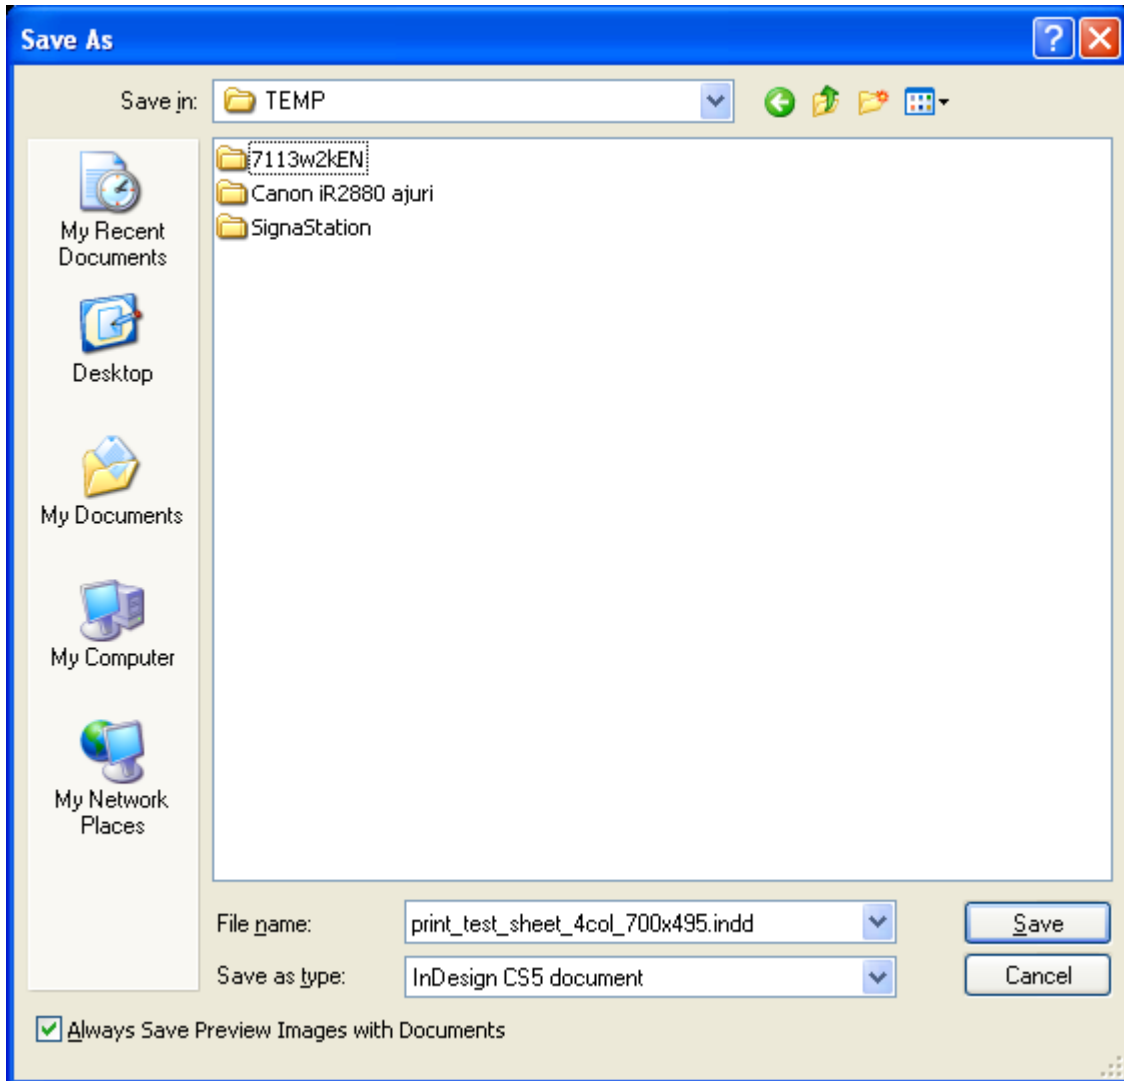 Save As
Save in:
TEMP
7113w2kEN
Canon iR2880 ajuri
SignaStation
My Recent
Documents
Desktop
My Documents
My Computer
My Network
Places
File name:
print_test_sheet_4col_700x495.indd
Save
Save as type:
InDesign CS5 document
Cancel
Always Save Preview Images with Documents